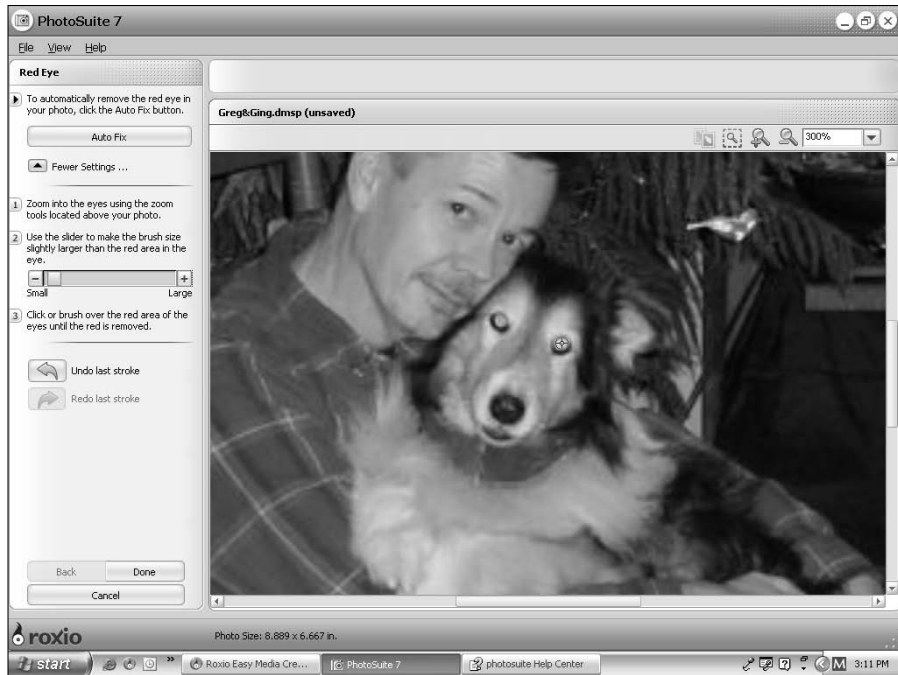 PhotoSuite 7
File View Help
Red Eye
To automatically remove the red eye in
your photo, click the Auto Fix button.
Auto Fix
Fewer Settings ...
1 Zoom into the eyes using the zoom
tools located above your photo.
2 Use the slider to make the brush size
slightly larger than the red area in the
eye.
Small Large
3 Click or brush over the red area of the
eyes until the red is removed.
Undo last stroke
Redo last stroke
Back Done
Cancel
Greg&Ging.dmsp (unsaved)
300%
roxio
Photo Size: 8.889 x 6.667 in.
start
Roxio Easy Media Cre...
PhotoSuite 7
photosuite Help Center
M
3:11 PM